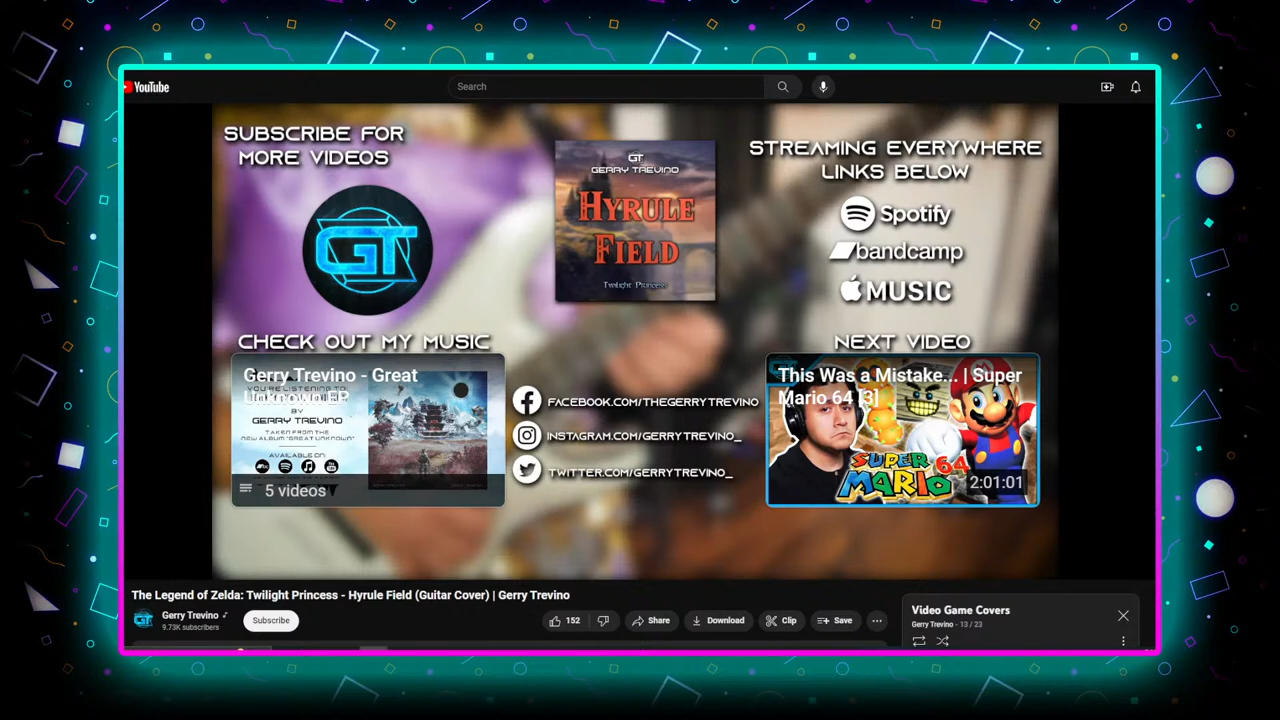 YouTube
Search
SUBSCRIBE FOR
MORE VIDEOS
GT
GT
GERRY TREVINO
HYRULE
FIELD
Twilight Princess
STREAMING EVERYWHERE
LINKS BELOW
Spotify
bandcamp
MUSIC
CHECK OUT MY MUSIC
Gerry Trevino - Great
Unknown EP
YOU'RE LISTENING TO
BY
GERRY TREVINO
TAKEN FROM THE
NEW ALBUM "GREAT UNKNOWN"
AVAILABLE ON
5 videos
FACEBOOK.COM/THEGERRYTREVINO
INSTAGRAM.COM/GERRYTREVINO_
TWITTER.COM/GERRYTREVINO_
NEXT VIDEO
This Was a Mistake... | Super
Mario 64 [3]
SUPER
MARIO 64
2:01:01
The Legend of Zelda: Twilight Princess - Hyrule Field (Guitar Cover) | Gerry Trevino
GT
Gerry Trevino
9.73K subscribers
Subscribe
152
Share
Download
Clip
Save
Video Game Covers
Gerry Trevino - 13 / 23